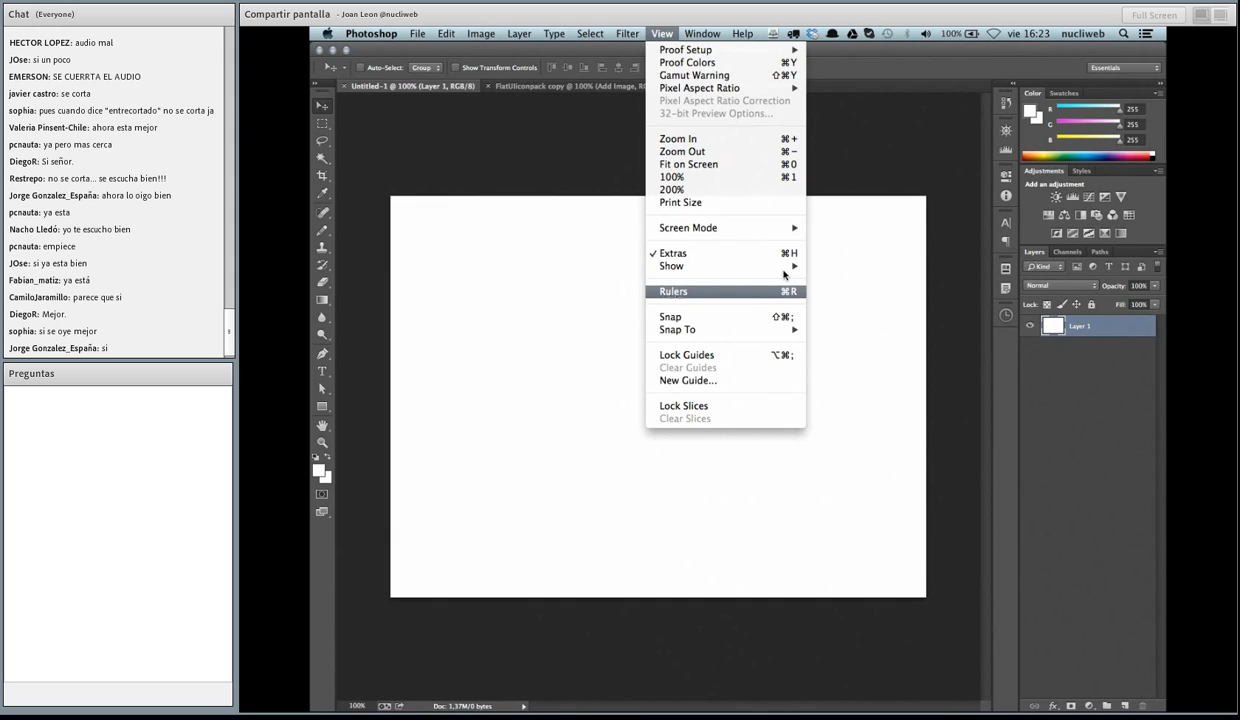 Chat (Everyone)
HECTOR LOPEZ: audio mal
JOse: si un poco
EMERSON: SE CUERRTA EL AUDIO
javier castro: se corta
sophia: pues cuando dice "entrecortado" no se corta ja
Valeria Pinsent-Chile: ahora esta mejor
pcnauta: ya pero mas cerca
DiegoR: Si señor.
Restrepo: no se corta... se escucha bien!!!
Jorge Gonzalez_España: ahora lo oigo bien
pcnauta: ya esta
Nacho Lledó: yo te escucho bien
pcnauta: empiece
JOse: si ya esta bien
Fabian_matiz: ya está
CamiloJaramillo: parece que si
DiegoR: Mejor.
sophia: si se oye mejor
Jorge Gonzalez_España: si
Preguntas
Compartir pantalla - Joan Leon @nucliweb
Full Screen
Photoshop File Edit Image Layer Type Select Filter View Window Help 100% vie 16:23 nucliweb
Auto-Select: Group Show Transform Controls
Essentials
Untitled-1 @ 100% (Layer 1, RGB/8) × FlatUIiconpack copy @ 100% (Add Image, R
Proof Setup
Proof Colors ⌘Y
Gamut Warning ⇧⌘Y
Pixel Aspect Ratio
Pixel Aspect Ratio Correction
32-bit Preview Options...
Zoom In ⌘+
Zoom Out ⌘-
Fit on Screen ⌘0
100% ⌘1
200%
Print Size
Screen Mode
✓ Extras ⌘H
Show
Rulers ⌘R
Snap ⇧⌘;
Snap To
Lock Guides ⌥⌘;
Clear Guides
New Guide...
Lock Slices
Clear Slices
Color Swatches
R 255
G 255
B 255
Adjustments Styles
Add an adjustment
Layers Channels Paths
Kind
Normal Opacity: 100%
Lock: Fill: 100%
Layer 1
100% Doc: 1,37M/0 bytes